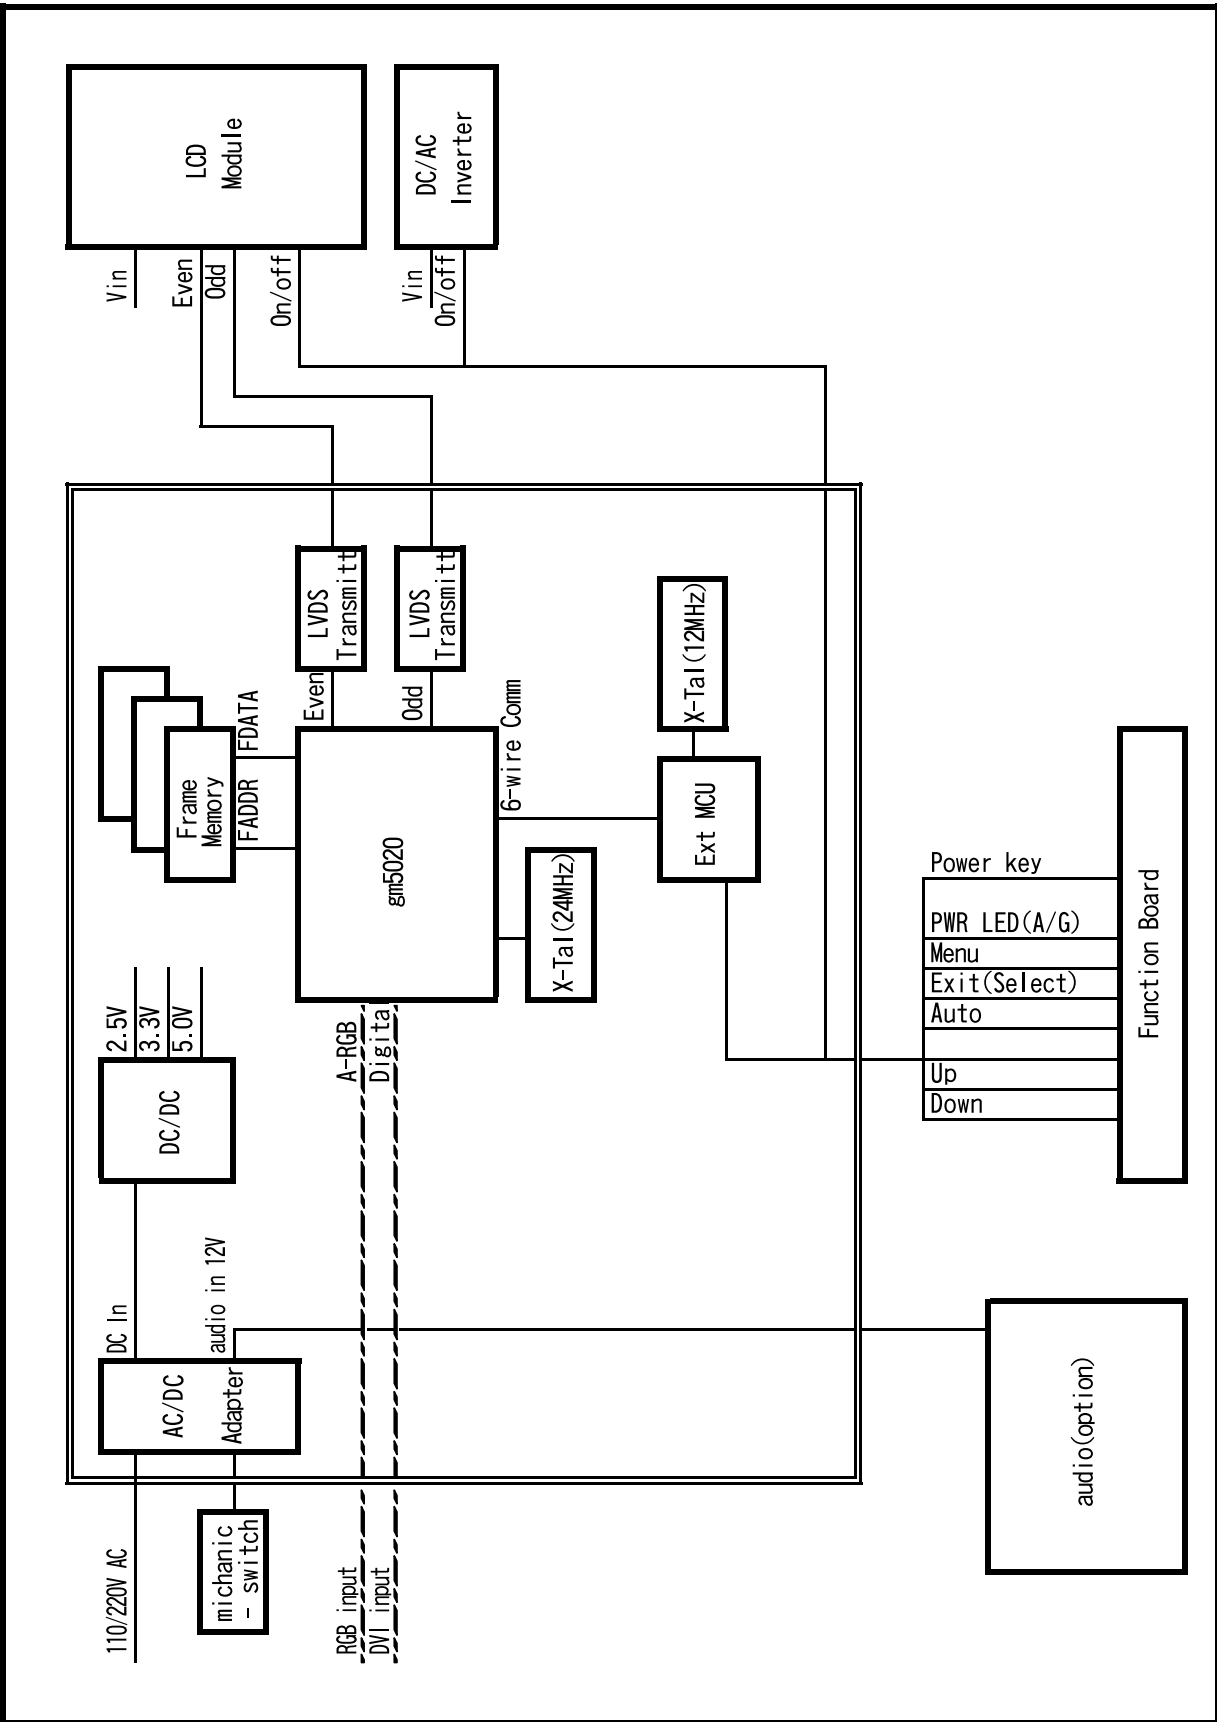 LCD
Module
DC/AC
Inverter
Vin
Even
Odd
On/off
Vin
On/off
LVDS
Transmitt
LVDS
Transmitt
X-Tal(12MHz)
Even
Odd
6-wire Comm
FDATA
FADDR
Frame
Memory
gm5020
Ext MCU
X-Tal(24MHz)
2.5V
3.3V
5.0V
A-RGB
Digital
DC/DC
Power key
PWR LED(A/G)
Menu
Exit(Select)
Auto
Up
Down
Function Board
DC In
audio in 12V
AC/DC
Adapter
michanic
- switch
110/220V AC
RGB input
DVI input
audio(option)